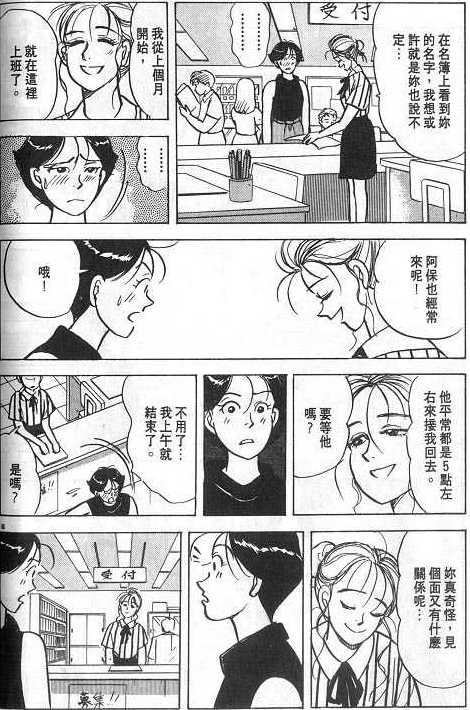 受付
在名簿上看到妳
的名字，我想或
許就是妳也說不
定…
……
我從上個月
開始，
就在這裡
上班了。
……
阿保也經常
來呢！
哦！
他平常都是5點左
右來接我回去。
要等他
嗎？
不用了…
我上午就
結束了。
是嗎？
妳真奇怪，見
個面又有什麼
關係呢…
受付
募集!!